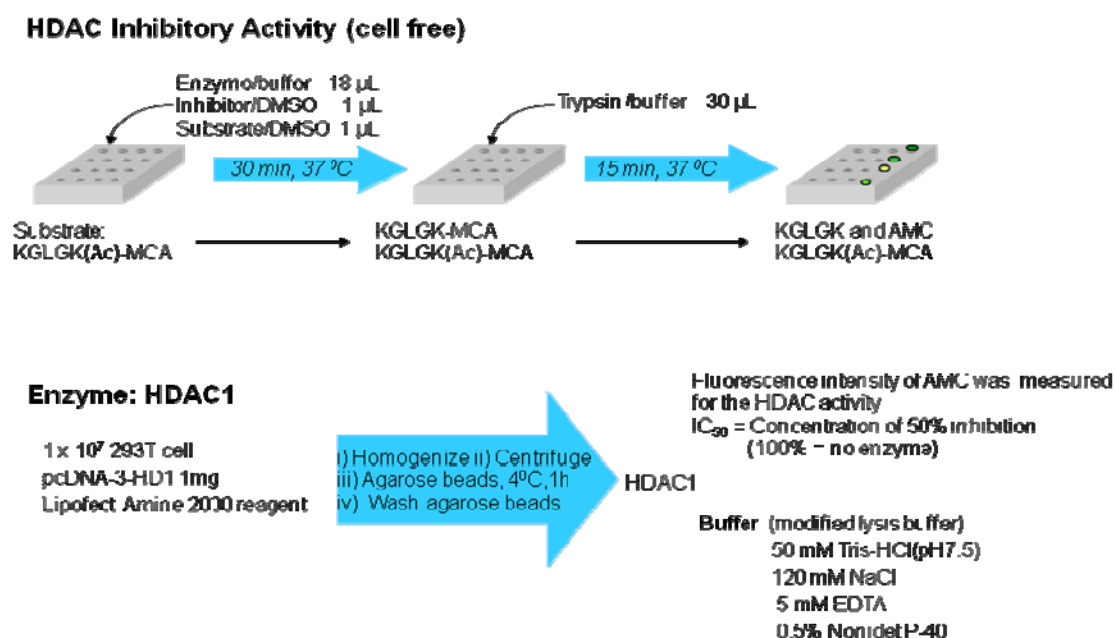 HDAC Inhibitory Activity (cell free)
Enzyme/buffer 18 µL
Inhibitor/DMSO 1 µL
Substrate/DMSO 1 µL
Trypsin/buffer 30 µL
30 min, 37 ºC
15 min, 37 ºC
Substrate:
KGLGK(Ac)-MCA
KGLGK-MCA
KGLGK(Ac)-MCA
KGLGK and AMC
KGLGK(Ac)-MCA
Enzyme: HDAC1
1 x 10⁷ 293T cell
pcDNA-3-HD1 1mg
Lipofect Amine 2000 reagent
i) Homogenize ii) Centrifuge
iii) Agarose beads, 4ºC,1h
iv) Wash agarose beads
HDAC1
Fluorescence intensity of AMC was measured
for the HDAC activity
IC₅₀ = Concentration of 50% inhibition
(100% = no enzyme)
Buffer (modified lysis buffer)
50 mM Tris-HCl(pH7.5)
120 mM NaCl
5 mM EDTA
0.5% Nonidet P-40